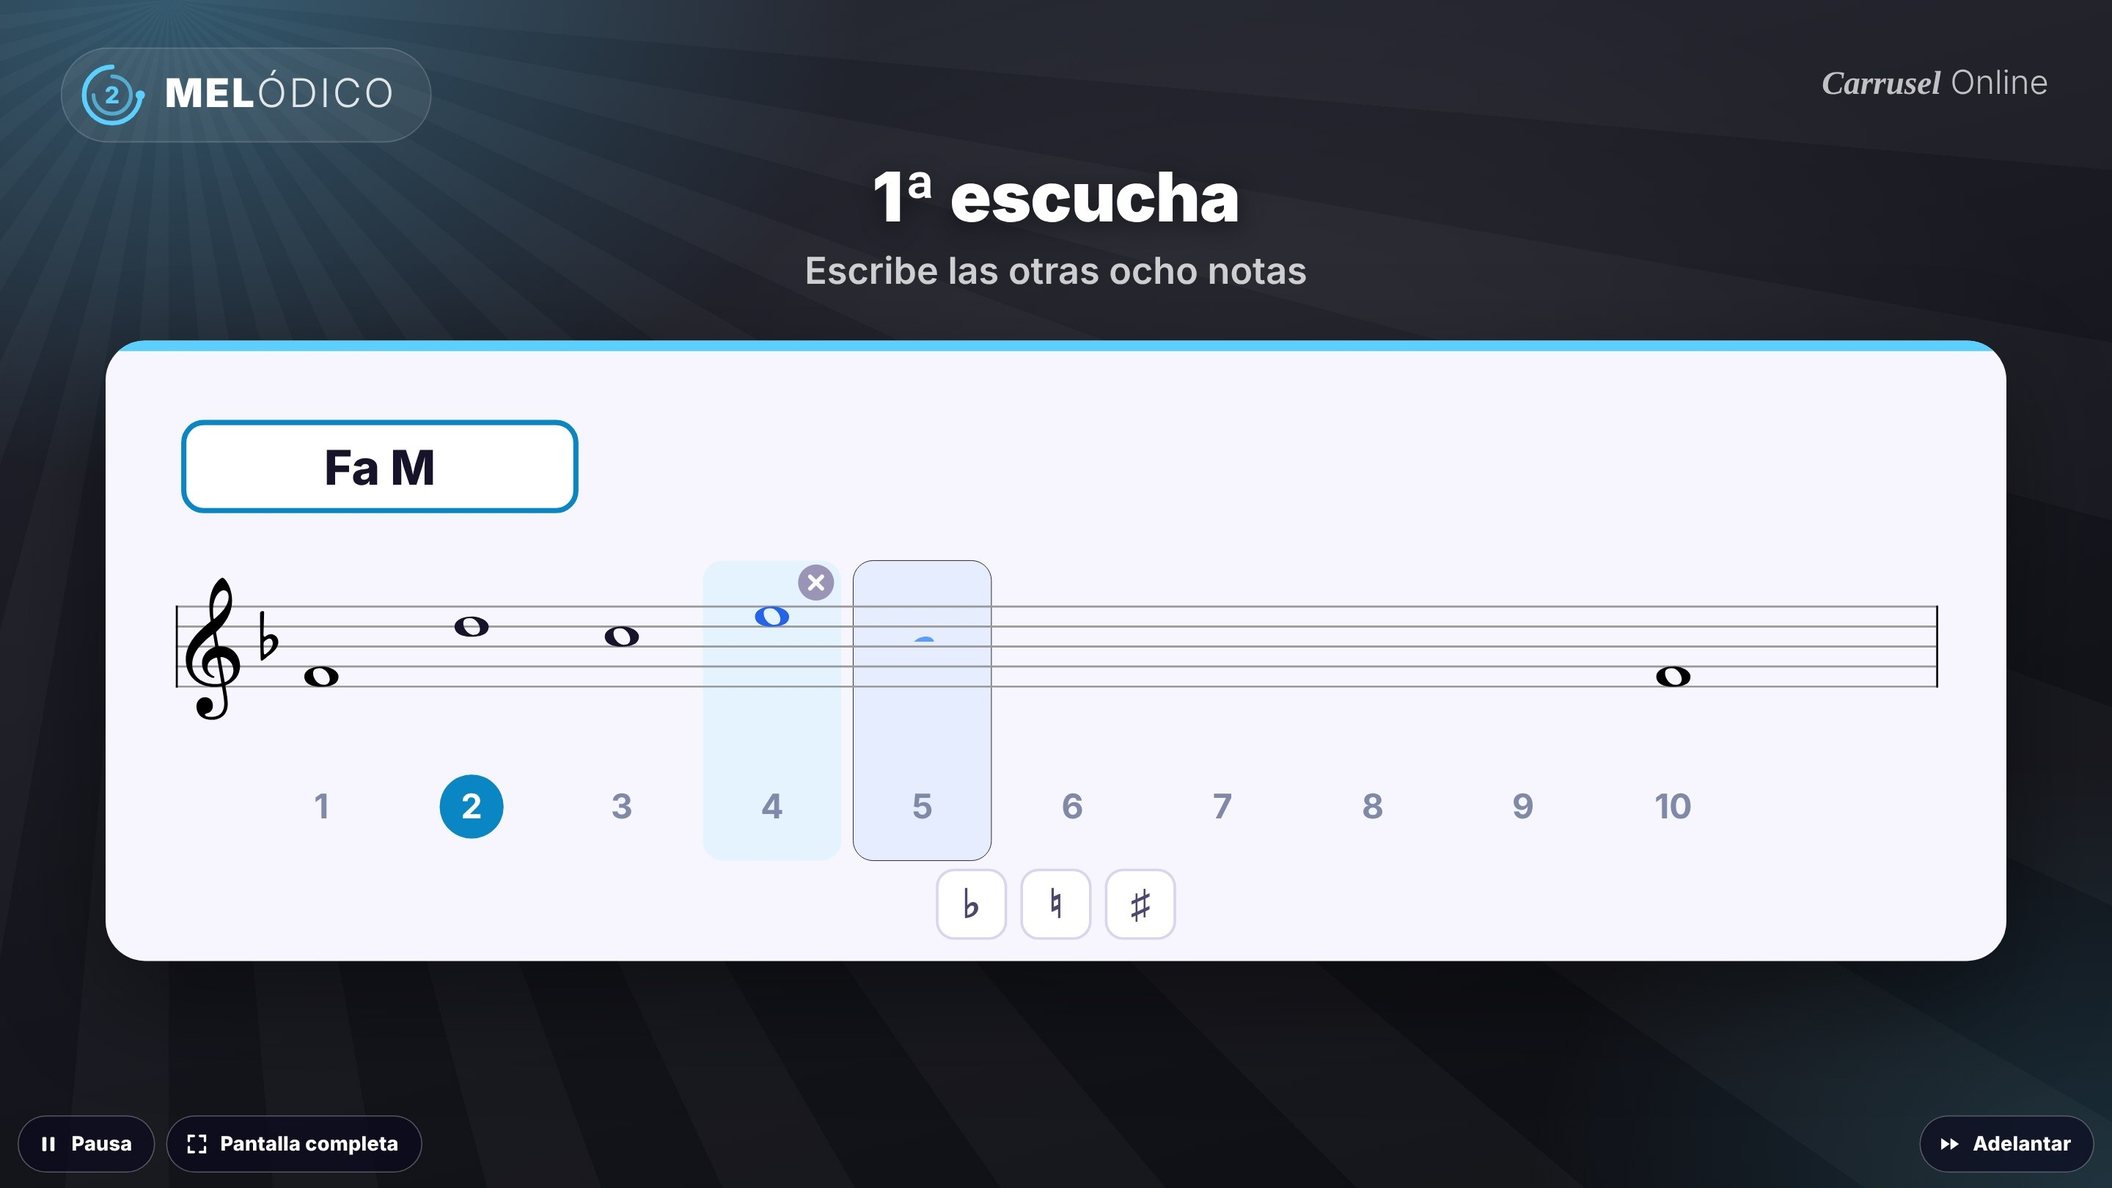 2 MELÓDICO
Carrusel Online
1ª escucha
Escribe las otras ocho notas
Fa M
1 2 3 4 5 6 7 8 9 10
Pausa
Pantalla completa
Adelantar